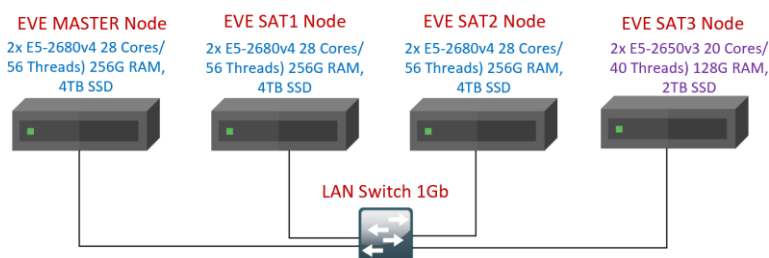 EVE MASTER Node
2x E5-2680v4 28 Cores/
56 Threads) 256G RAM,
4TB SSD
EVE SAT1 Node
2x E5-2680v4 28 Cores/
56 Threads) 256G RAM,
4TB SSD
EVE SAT2 Node
2x E5-2680v4 28 Cores/
56 Threads) 256G RAM,
4TB SSD
EVE SAT3 Node
2x E5-2650v3 20 Cores/
40 Threads) 128G RAM,
2TB SSD
LAN Switch 1Gb